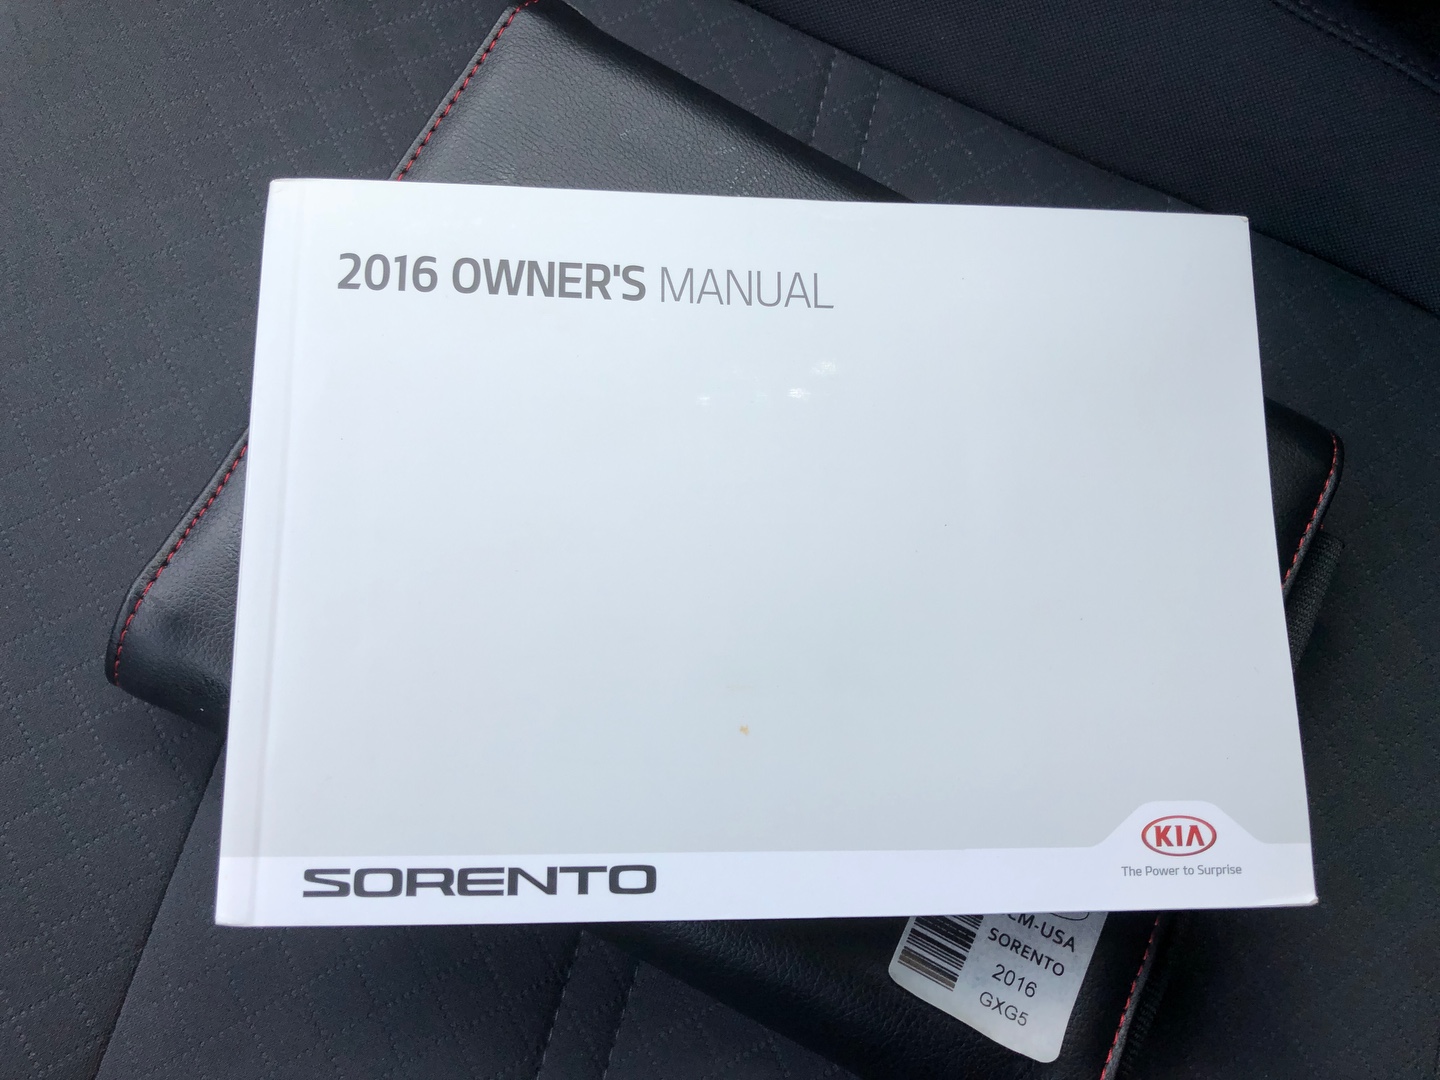 2016 OWNER'S MANUAL
SORENTO
KIA
The Power to Surprise
SORENTO
2016
GXG5